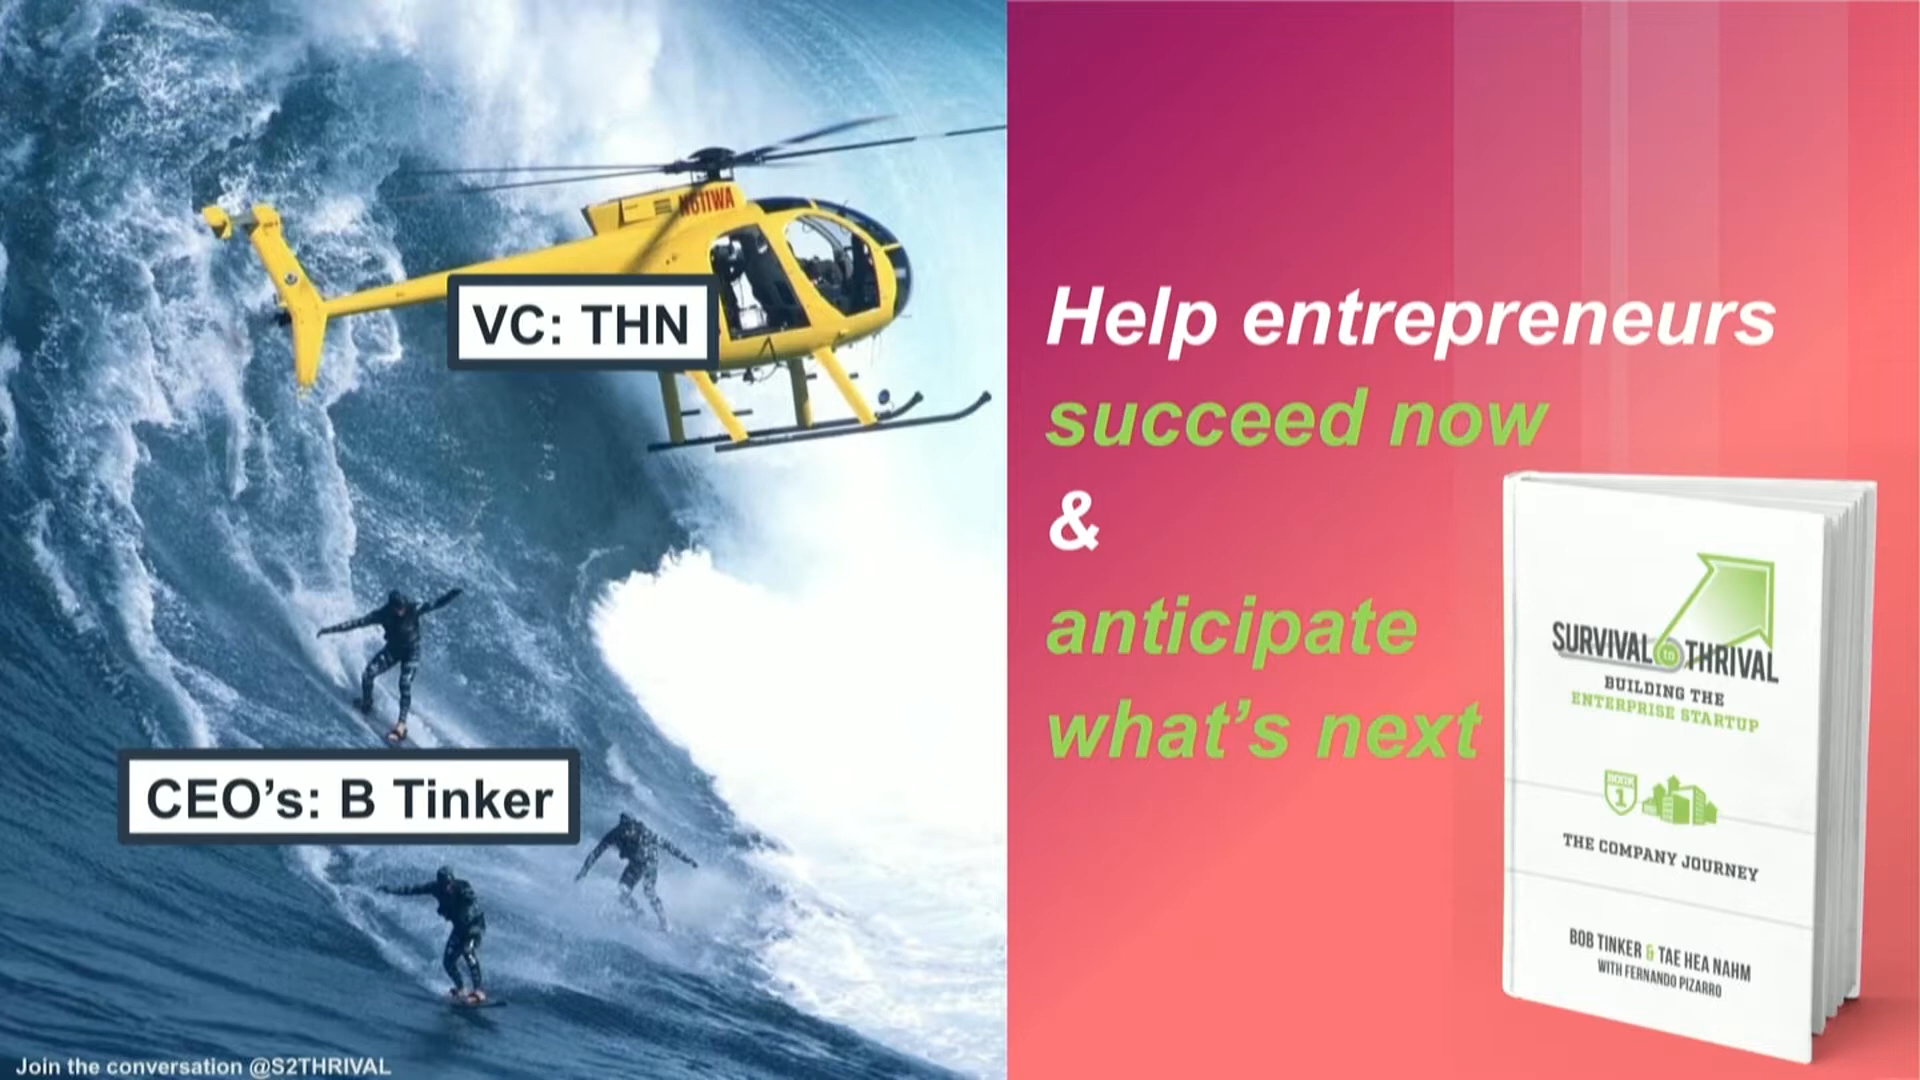 N611WA
VC: THN
CEO's: B Tinker
Join the conversation @S2THRIVAL
Help entrepreneurs
succeed now
&
anticipate
what's next
SURVIVAL to THRIVAL
BUILDING THE
ENTERPRISE STARTUP
BOOK
1
THE COMPANY JOURNEY
BOB TINKER & TAE HEA NAHM
WITH FERNANDO PIZARRO